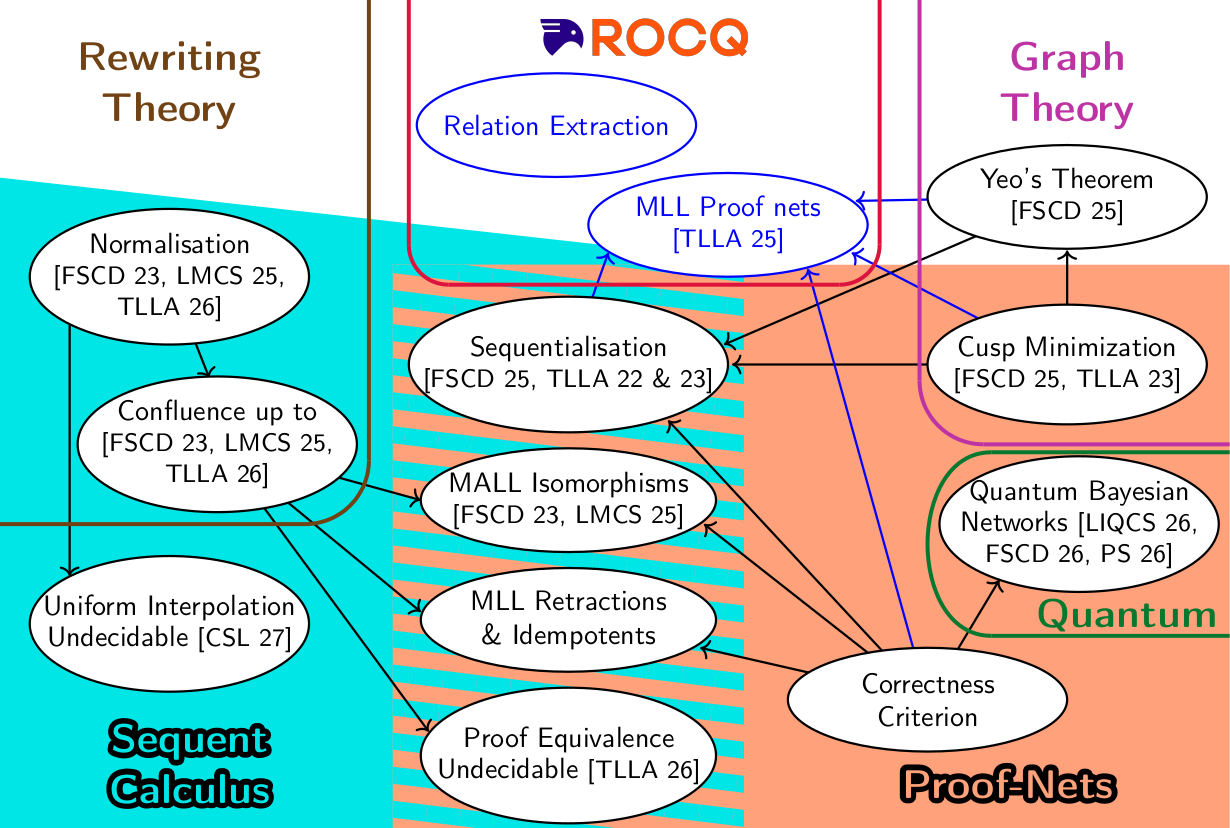 Rewriting
Theory
ROCQ
Graph
Theory
Relation Extraction
MLL Proof nets
[TLLA 25]
Yeo's Theorem
[FSCD 25]
Normalisation
[FSCD 23, LMCS 25,
TLLA 26]
Sequentialisation
[FSCD 25, TLLA 22 & 23]
Cusp Minimization
[FSCD 25, TLLA 23]
Confluence up to
[FSCD 23, LMCS 25,
TLLA 26]
MALL Isomorphisms
[FSCD 23, LMCS 25]
Quantum Bayesian
Networks [LIQCS 26,
FSCD 26, PS 26]
Quantum
Uniform Interpolation
Undecidable [CSL 27]
MLL Retractions
& Idempotents
Correctness
Criterion
Proof Equivalence
Undecidable [TLLA 26]
Sequent
Calculus
Proof-Nets